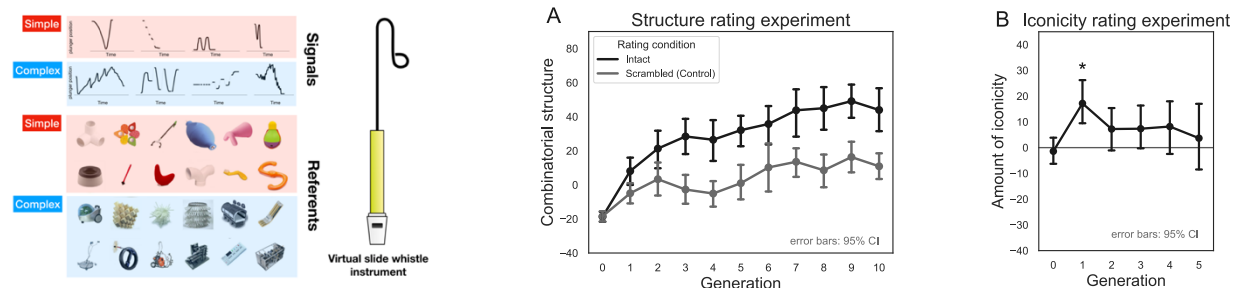 Simple
plunger position
Time
Time
Time
Time
Complex
plunger position
Time
Time
Time
Time
Signals
Simple
Complex
Referents
Virtual slide whistle
instrument
A
Structure rating experiment
Combinatorial structure
80
60
40
20
0
−20
−40
Rating condition
Intact
Scrambled (Control)
error bars: 95% CI
0 1 2 3 4 5 6 7 8 9 10
Generation
B
Iconicity rating experiment
Amount of iconicity
40
30
20
10
0
−10
−20
−30
−40
*
error bars: 95% CI
0 1 2 3 4 5
Generation